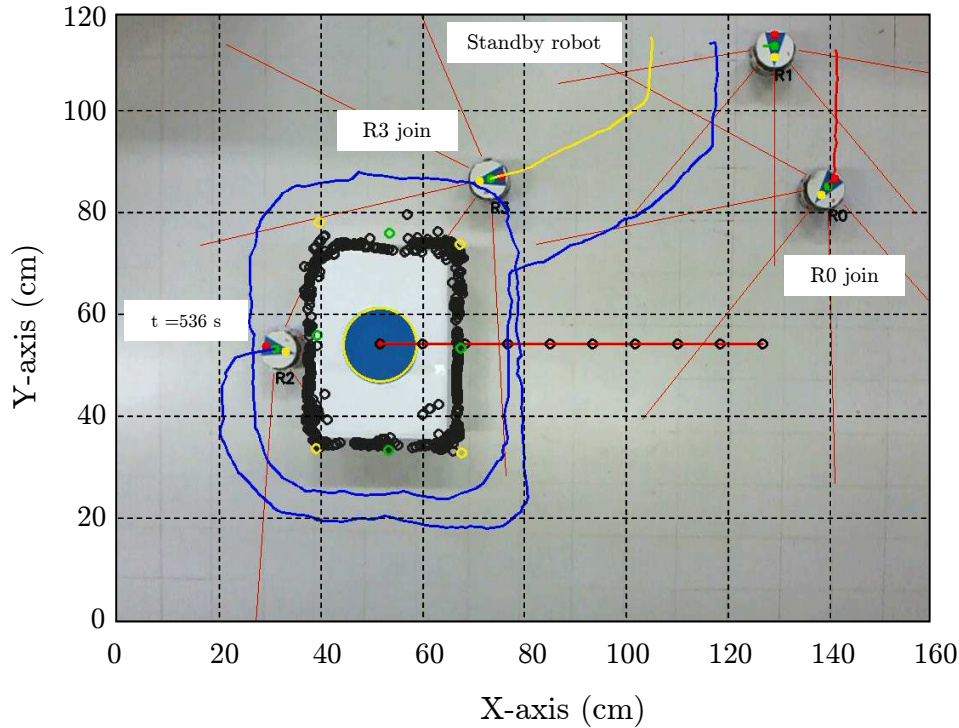 120
100
80
60
40
20
0
Y-axis (cm)
Standby robot
R1
R3 join
R3
R0
R0 join
t =536 s
R2
0
20
40
60
80
100
120
140
160
X-axis (cm)